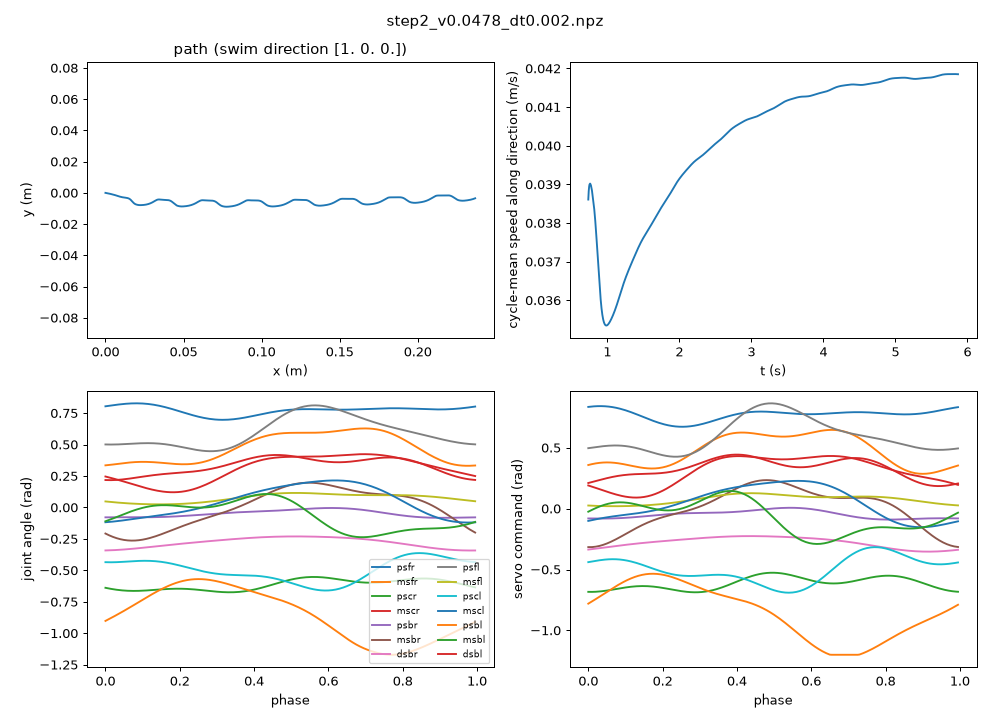 step2_v0.0478_dt0.002.npz
path (swim direction [1. 0. 0.])
y (m)
0.08
0.06
0.04
0.02
0.00
−0.02
−0.04
−0.06
−0.08
0.00 0.05 0.10 0.15 0.20
x (m)
cycle-mean speed along direction (m/s)
0.042
0.041
0.040
0.039
0.038
0.037
0.036
1 2 3 4 5 6
t (s)
joint angle (rad)
0.75
0.50
0.25
0.00
−0.25
−0.50
−0.75
−1.00
−1.25
psfr psfl
msfr msfl
pscr pscl
mscr mscl
psbr psbl
msbr msbl
dsbr dsbl
0.0 0.2 0.4 0.6 0.8 1.0
phase
servo command (rad)
0.5
0.0
−0.5
−1.0
0.0 0.2 0.4 0.6 0.8 1.0
phase